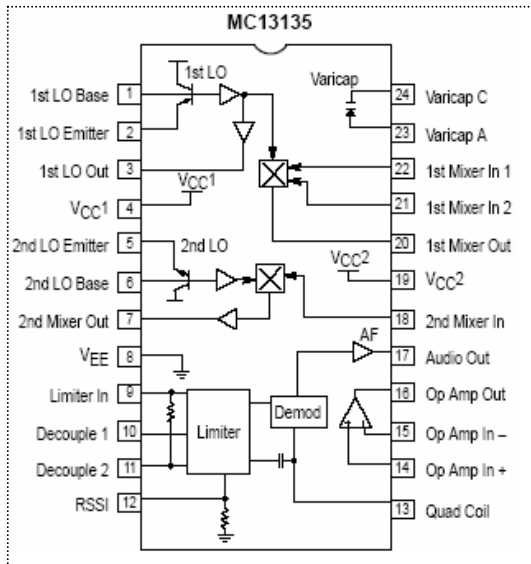 MC13135
1st LO Base 1
1st LO
Varicap
24 Varicap C
1st LO Emitter 2
23 Varicap A
1st LO Out 3
22 1st Mixer In 1
VCC1 4
VCC1
21 1st Mixer In 2
2nd LO Emitter 5
2nd LO
20 1st Mixer Out
2nd LO Base 6
VCC2
19 VCC2
2nd Mixer Out 7
18 2nd Mixer In
VEE 8
AF
17 Audio Out
Limiter In 9
16 Op Amp Out
Decouple 1 10
Limiter
Demod
15 Op Amp In –
Decouple 2 11
14 Op Amp In +
RSSI 12
13 Quad Coil